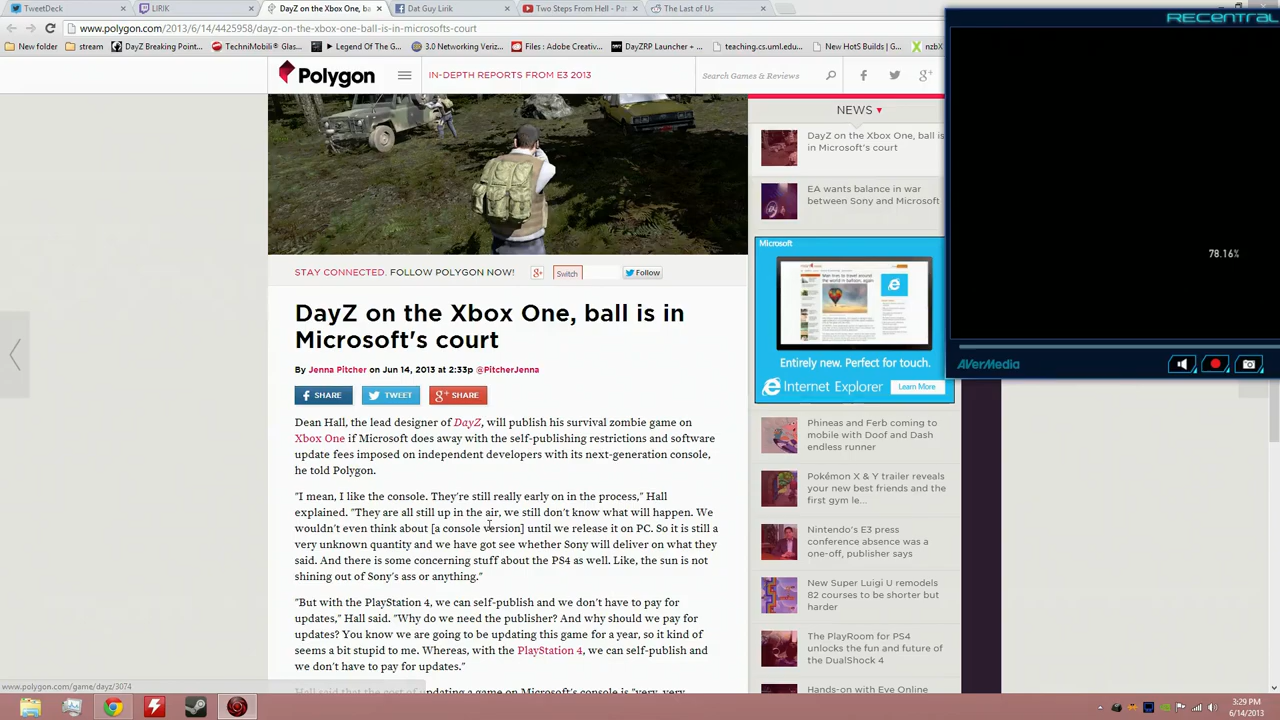 TweetDeck
LIRIK
DayZ on the Xbox One, ba
Dat Guy Lirik
Two Steps From Hell - Pat
The Last of Us
www.polygon.com/2013/6/14/4425958/dayz-on-the-xbox-one-ball-is-in-microsofts-court
New folder
stream
DayZ Breaking Point...
TechniMobili® Glas...
Legend Of The G...
3.0 Networking Veriz...
Files : Adobe Creativ...
DayZRP Launcher -...
teaching.cs.uml.edu...
New HotS Builds | G...
nzbX
RECENTRAL
Polygon
IN-DEPTH REPORTS FROM E3 2013
Search Games & Reviews
NEWS
DayZ on the Xbox One, ball is
in Microsoft's court
EA wants balance in war
between Sony and Microsoft
Microsoft
Entirely new. Perfect for touch.
Internet Explorer
Learn More
78.16%
AVerMedia
STAY CONNECTED. FOLLOW POLYGON NOW!
Switch
Follow
DayZ on the Xbox One, ball is in
Microsoft's court
By Jenna Pitcher on Jun 14, 2013 at 2:33p @PitcherJenna
SHARE
TWEET
SHARE
Dean Hall, the lead designer of DayZ, will publish his survival zombie game on
Xbox One if Microsoft does away with the self-publishing restrictions and software
update fees imposed on independent developers with its next-generation console,
he told Polygon.
"I mean, I like the console. They're still really early on in the process," Hall
explained. "They are all still up in the air, we still don't know what will happen. We
wouldn't even think about [a console version] until we release it on PC. So it is still a
very unknown quantity and we have got see whether Sony will deliver on what they
said. And there is some concerning stuff about the PS4 as well. Like, the sun is not
shining out of Sony's ass or anything."
"But with the PlayStation 4, we can self-publish and we don't have to pay for
updates," Hall said. "Why do we need the publisher? And why should we pay for
updates? You know we are going to be updating this game for a year, so it kind of
seems a bit stupid to me. Whereas, with the PlayStation 4, we can self-publish and
we don't have to pay for updates."
Hall said that the cost of updating a game on Microsoft's console is "very, very
Phineas and Ferb coming to
mobile with Doof and Dash
endless runner
Pokémon X & Y trailer reveals
your new best friends and the
first gym le...
Nintendo's E3 press
conference absence was a
one-off, publisher says
New Super Luigi U remodels
82 courses to be shorter but
harder
The PlayRoom for PS4
unlocks the fun and future of
the DualShock 4
Hands-on with Eve Online
www.polygon.com/game/dayz/3074
3:29 PM
6/14/2013